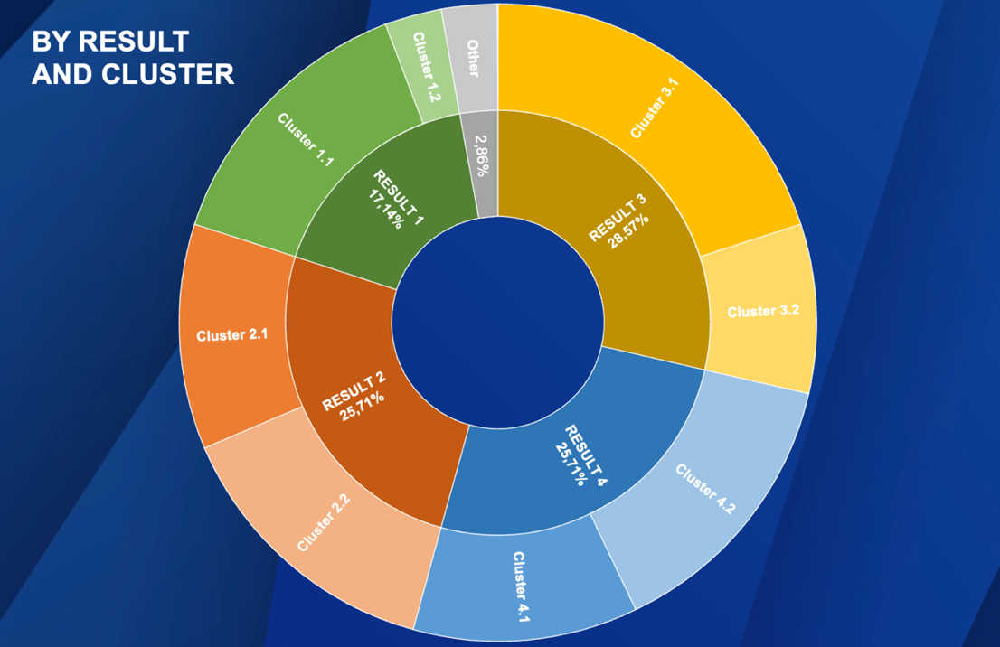 BY RESULT
AND CLUSTER
Cluster 3.1
Cluster 3.2
RESULT 3
28,57%
Cluster 4.2
Cluster 4.1
RESULT 4
25,71%
Cluster 2.2
Cluster 2.1
RESULT 2
25,71%
Cluster 1.1
Cluster 1.2
RESULT 1
17,14%
Other
2,86%